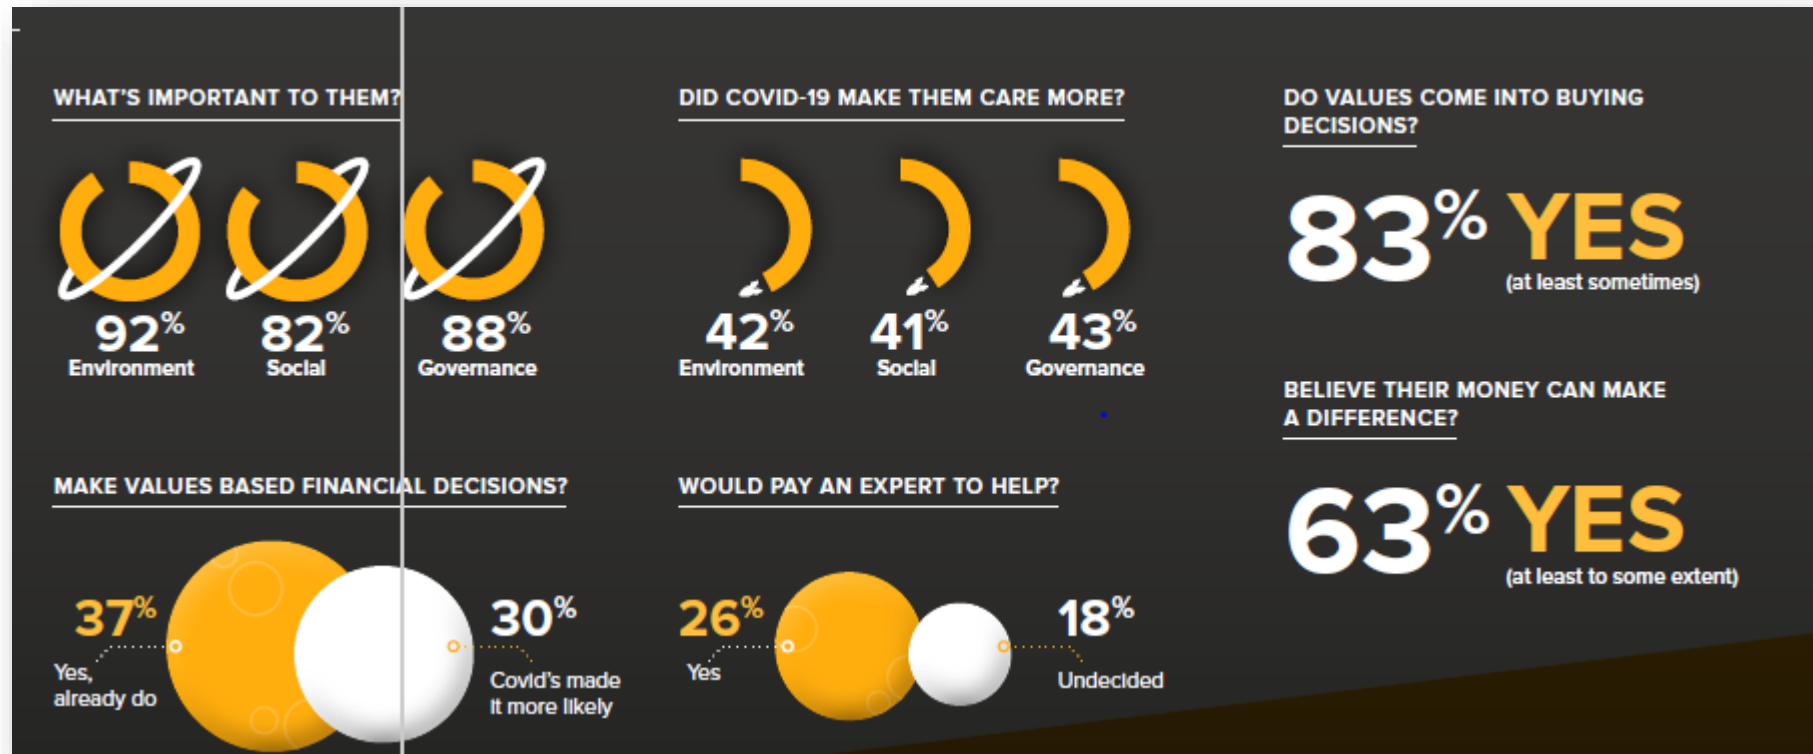 WHAT'S IMPORTANT TO THEM?
92%
Environment
82%
Social
88%
Governance
DID COVID-19 MAKE THEM CARE MORE?
42%
Environment
41%
Social
43%
Governance
DO VALUES COME INTO BUYING
DECISIONS?
83% YES
(at least sometimes)
BELIEVE THEIR MONEY CAN MAKE
A DIFFERENCE?
63% YES
(at least to some extent)
MAKE VALUES BASED FINANCIAL DECISIONS?
37%
Yes,
already do
30%
Covid's made
it more likely
WOULD PAY AN EXPERT TO HELP?
26%
Yes
18%
Undecided